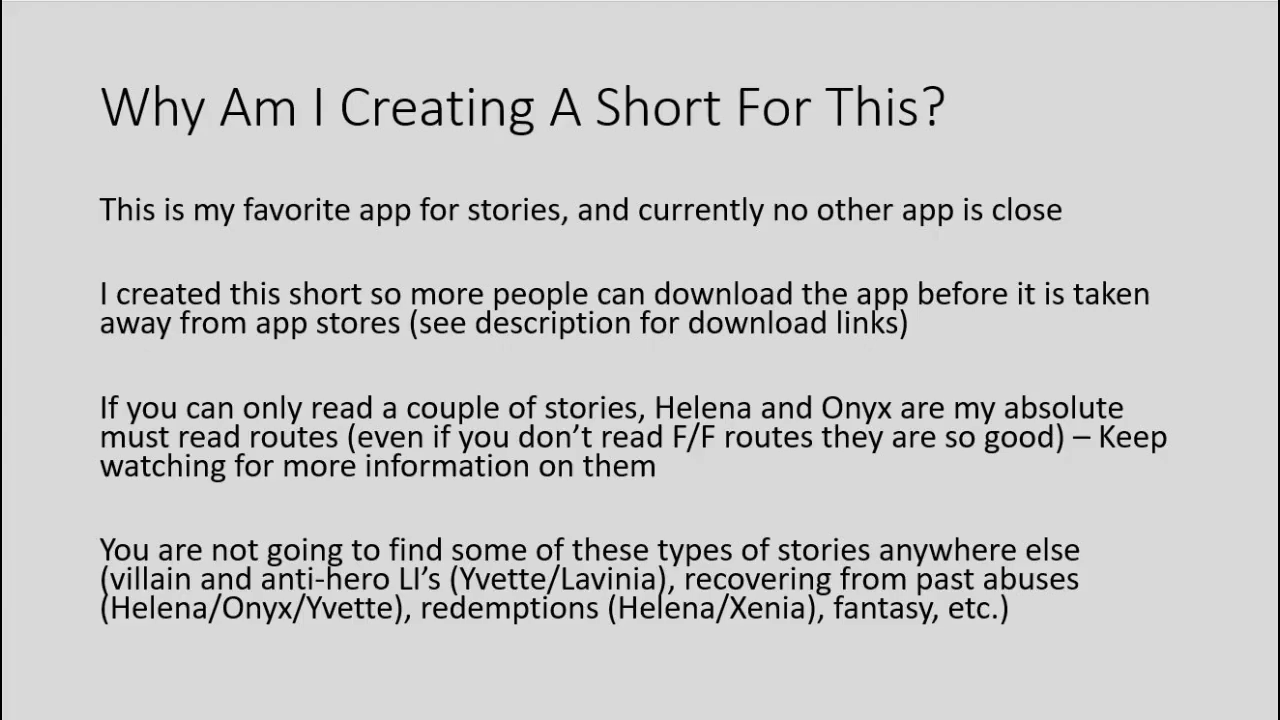 Why Am I Creating A Short For This?
This is my favorite app for stories, and currently no other app is close
I created this short so more people can download the app before it is taken
away from app stores (see description for download links)
If you can only read a couple of stories, Helena and Onyx are my absolute
must read routes (even if you don’t read F/F routes they are so good) – Keep
watching for more information on them
You are not going to find some of these types of stories anywhere else
(villain and anti-hero LI’s (Yvette/Lavinia), recovering from past abuses
(Helena/Onyx/Yvette), redemptions (Helena/Xenia), fantasy, etc.)